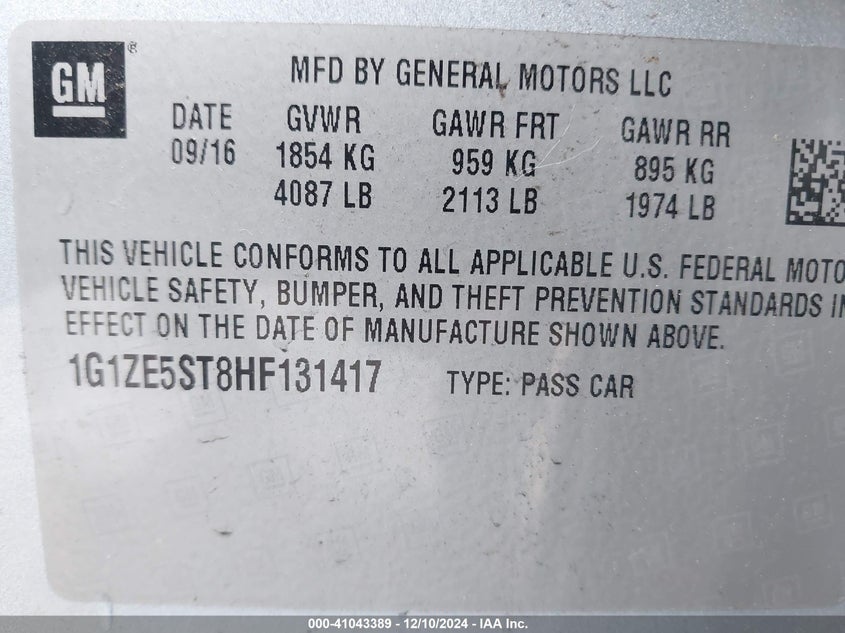 GM®
MFD BY GENERAL MOTORS LLC
DATE GVWR GAWR FRT GAWR RR
09/16 1854 KG 959 KG 895 KG
4087 LB 2113 LB 1974 LB
THIS VEHICLE CONFORMS TO ALL APPLICABLE U.S. FEDERAL MOTO
VEHICLE SAFETY, BUMPER, AND THEFT PREVENTION STANDARDS IN
EFFECT ON THE DATE OF MANUFACTURE SHOWN ABOVE.
1G1ZE5ST8HF131417 TYPE: PASS CAR
000-41043389 - 12/10/2024 - IAA Inc.